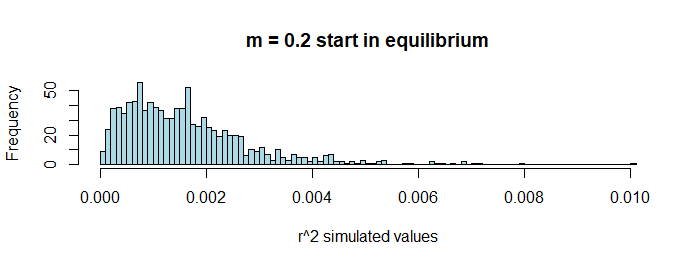 m = 0.2 start in equilibrium
Frequency
50
20
0
0.000 0.002 0.004 0.006 0.008 0.010
r^2 simulated values